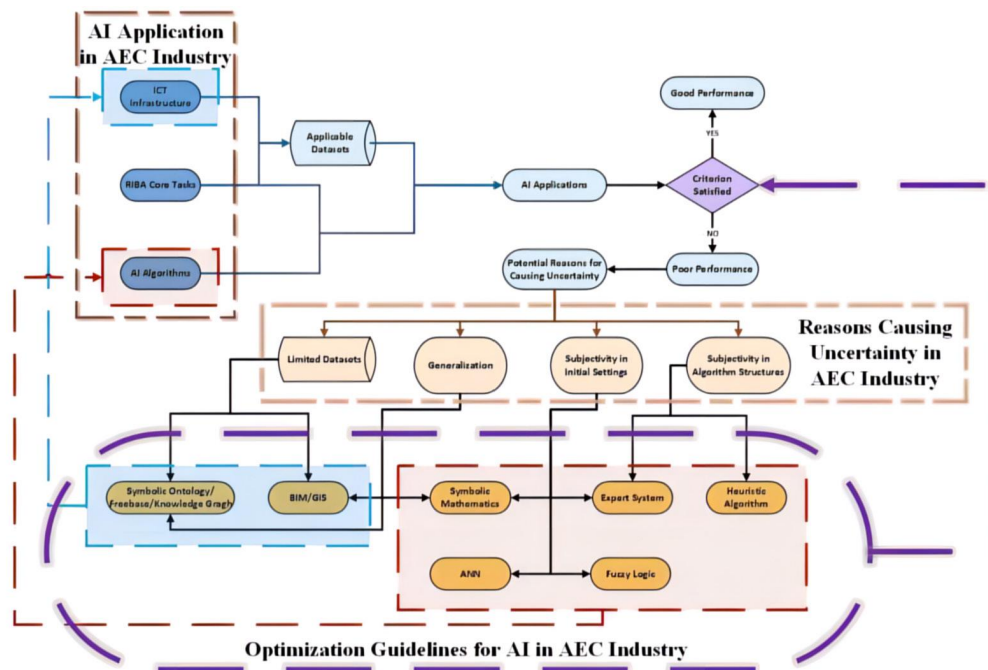 AI Application
in AEC Industry
ICT
Infrastructure
Applicable
Datasets
RIBA Core Tasks
AI Algorithms
AI Applications
Good Performance
YES
Criterion
Satisfied
NO
Poor Performance
Potential Reasons for
Causing Uncertainty
Reasons Causing
Uncertainty in
AEC Industry
Limited Datasets
Generalization
Subjectivity in
Initial Settings
Subjectivity in
Algorithm Structures
Symbolic Ontology/
Freebase/Knowledge Gragh
BIM/GIS
Symbolic
Mathematics
Expert System
Heuristic
Algorithm
ANN
Fuzzy Logic
Optimization Guidelines for AI in AEC Industry